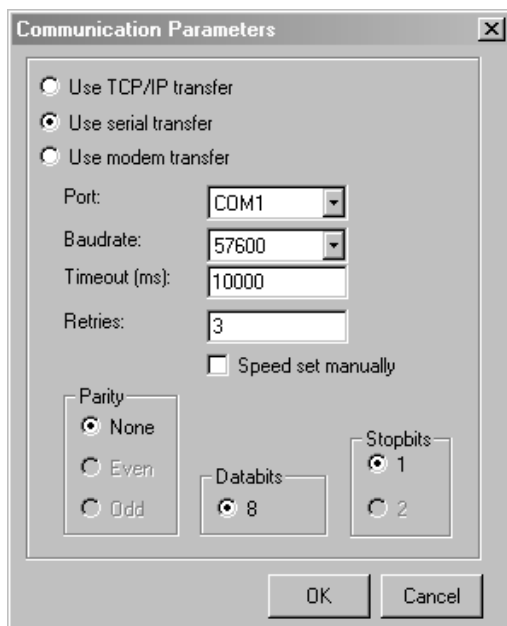 Communication Parameters
Use TCP/IP transfer
Use serial transfer
Use modem transfer
Port: COM1
Baudrate: 57600
Timeout (ms): 10000
Retries: 3
Speed set manually
Parity
None
Even
Odd
Databits
8
Stopbits
1
2
OK Cancel